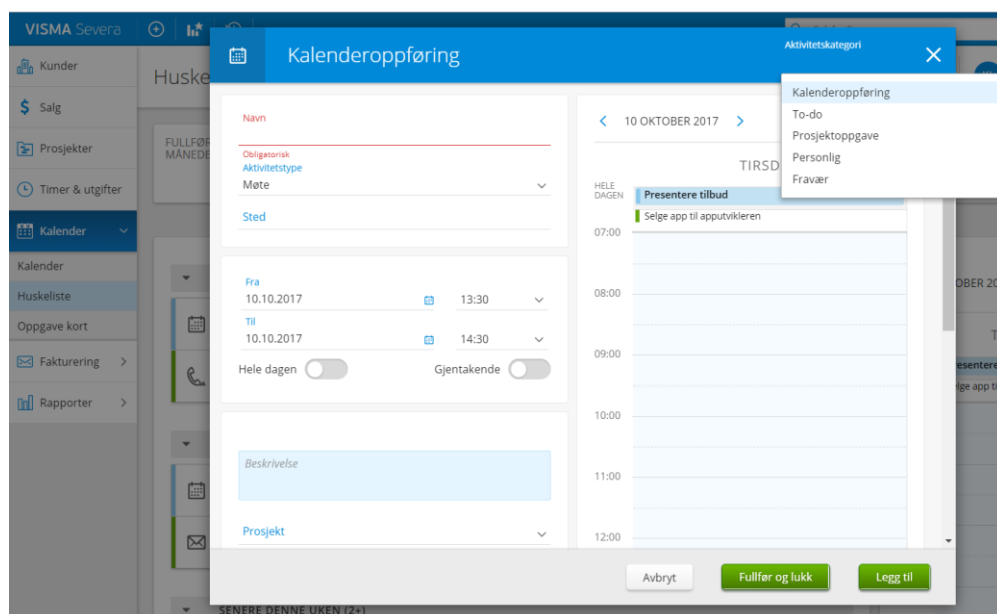 VISMA Severa
Kunder
Salg
Prosjekter
Timer & utgifter
Kalender
Kalender
Huskeliste
Oppgave kort
Fakturering
Rapporter
Huske
FULLFØR
MÅNEDE
SENERE DENNE UKEN (2+)
Kalenderoppføring
Aktivitetskategori
Kalenderoppføring
To-do
Prosjektoppgave
Personlig
Fravær
Navn
Obligatorisk
Aktivitetstype
Møte
Sted
Fra
10.10.2017 13:30
Til
10.10.2017 14:30
Hele dagen Gjentakende
Beskrivelse
Prosjekt
10 OKTOBER 2017
TIRSD
HELE
DAGEN Presentere tilbud
Selge app til apputvikleren
07:00
08:00
09:00
10:00
11:00
12:00
Avbryt Fullfør og lukk Legg til
OBER 20
T
esentere
elge app ti